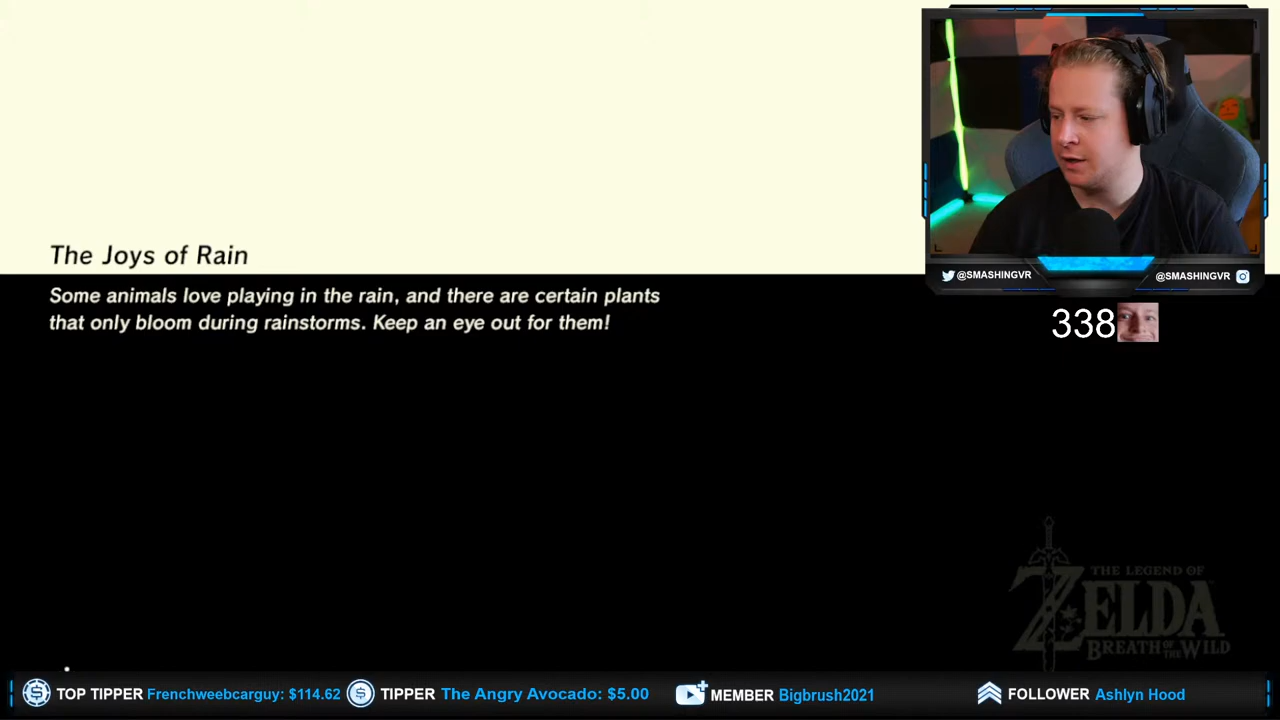 The Joys of Rain
Some animals love playing in the rain, and there are certain plants
that only bloom during rainstorms. Keep an eye out for them!
@SMASHINGVR
@SMASHINGVR
338
THE LEGEND OF
ZELDA
BREATH OF THE WILD
TOP TIPPER Frenchweebcarguy: $114.62 TIPPER The Angry Avocado: $5.00 MEMBER Bigbrush2021 FOLLOWER Ashlyn Hood